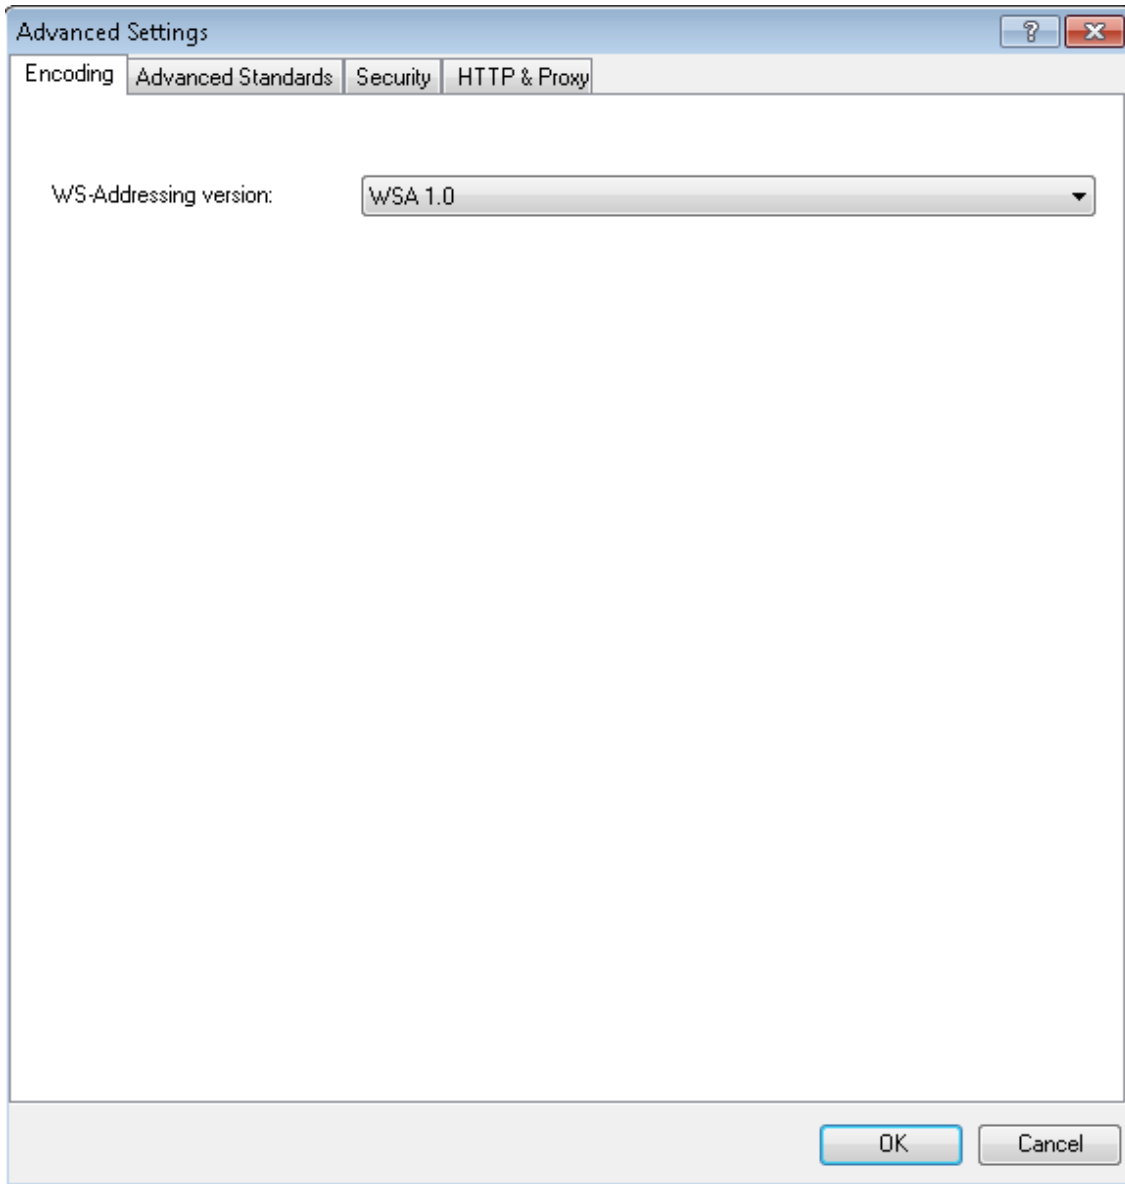 Advanced Settings
Encoding Advanced Standards Security HTTP & Proxy
WS-Addressing version: WSA 1.0
OK Cancel